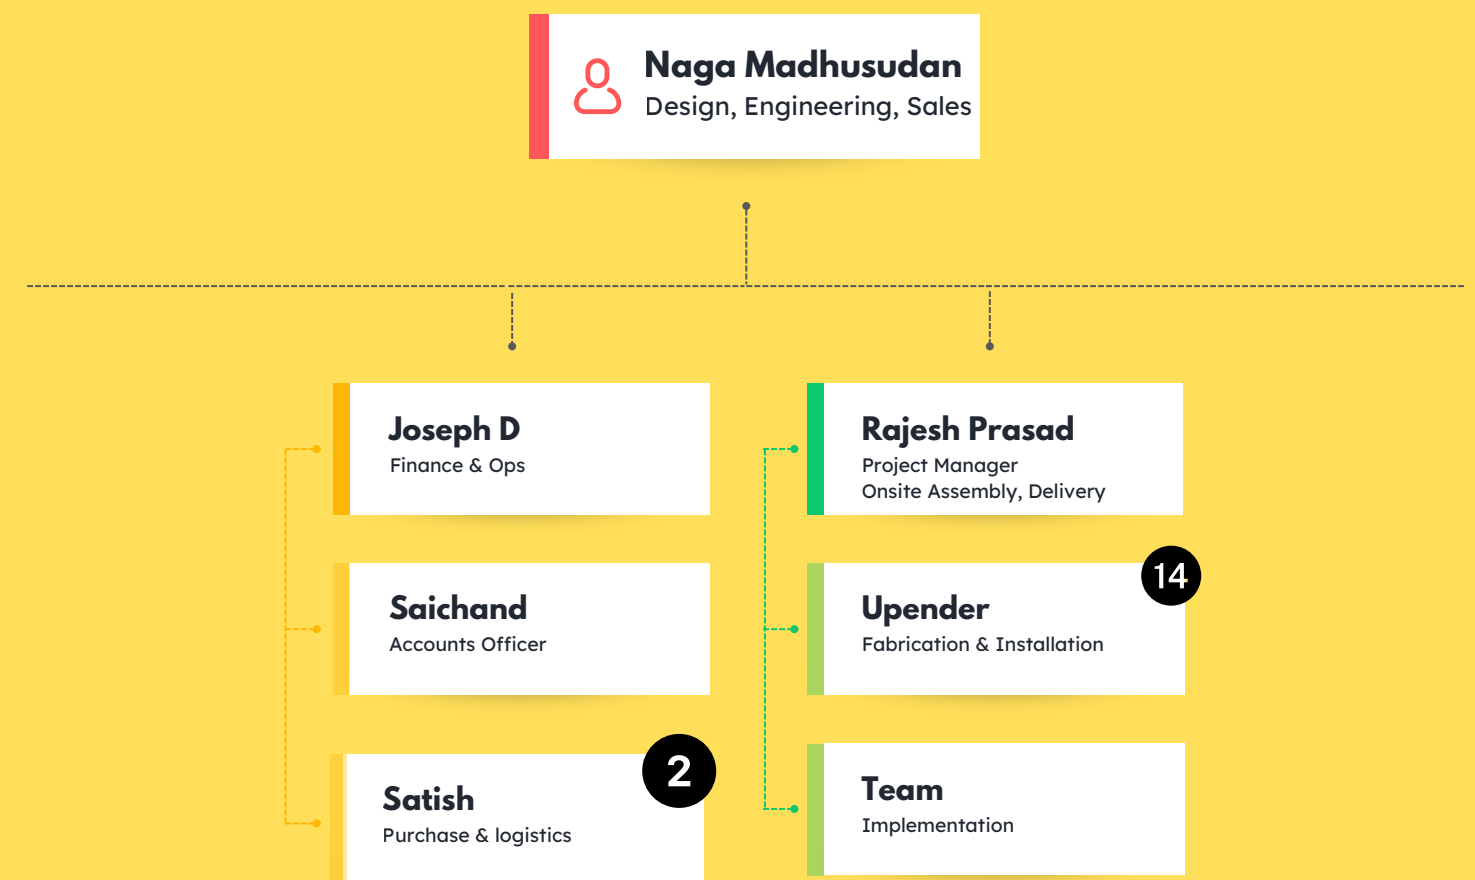 Naga Madhusudan
Design, Engineering, Sales
Joseph D
Finance & Ops
Saichand
Accounts Officer
2
Satish
Purchase & logistics
Rajesh Prasad
Project Manager
Onsite Assembly, Delivery
14
Upender
Fabrication & Installation
Team
Implementation